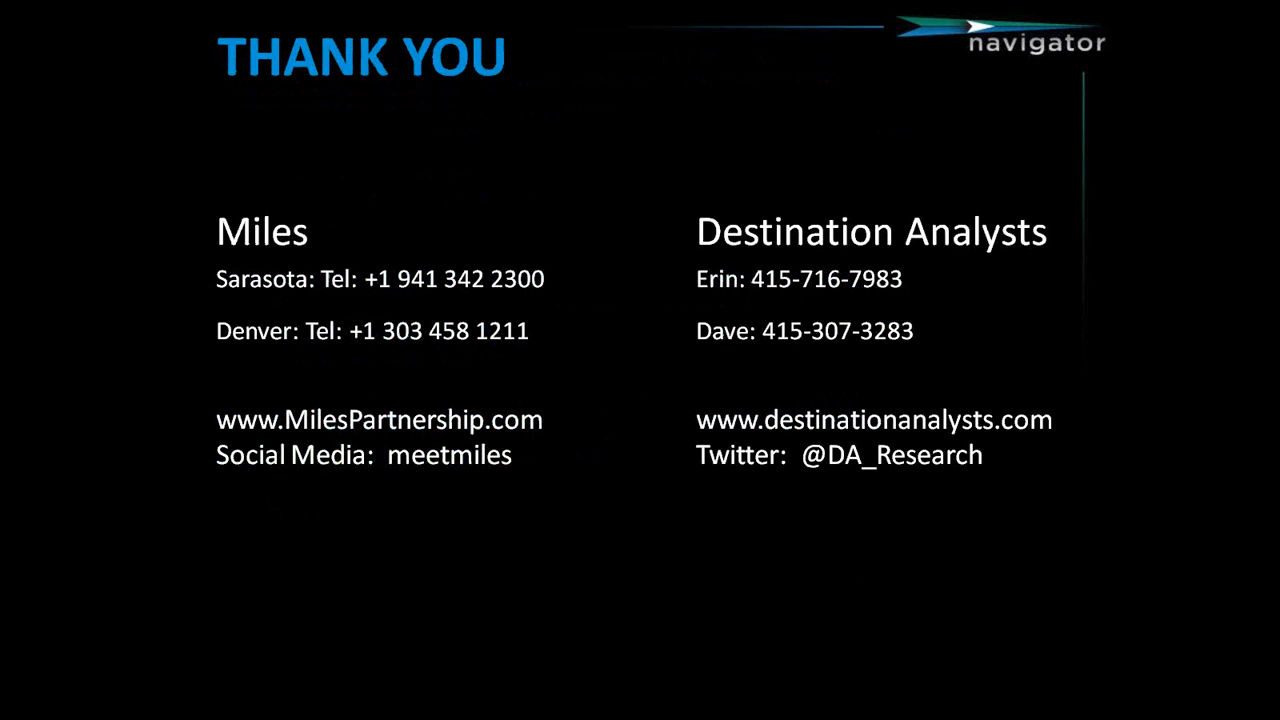 THANK YOU
navigator
Miles
Sarasota: Tel: +1 941 342 2300
Denver: Tel: +1 303 458 1211
www.MilesPartnership.com
Social Media:  meetmiles
Destination Analysts
Erin: 415-716-7983
Dave: 415-307-3283
www.destinationanalysts.com
Twitter:  @DA_Research